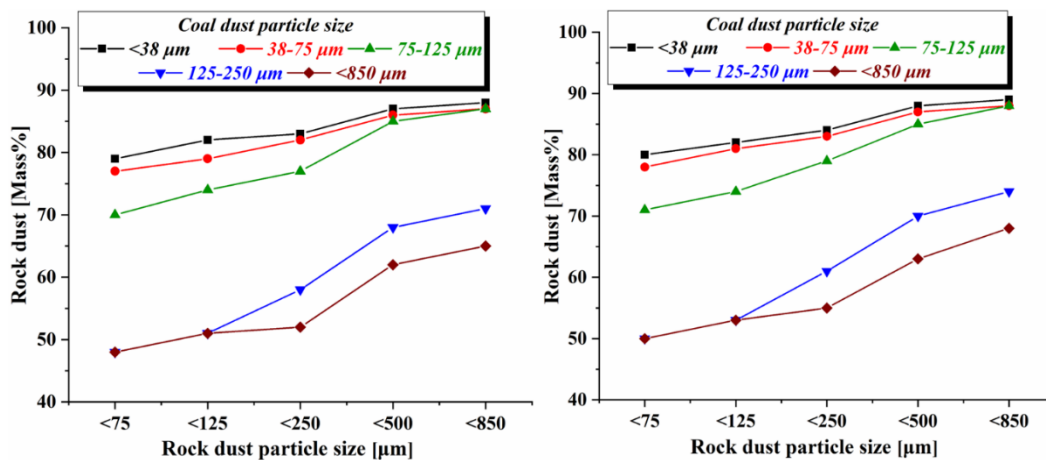 Coal dust particle size
<38 μm 38-75 μm 75-125 μm
125-250 μm <850 μm
100
90
80
70
60
50
40
Rock dust [Mass%]
<75 <125 <250 <500 <850
Rock dust particle size [μm]
Coal dust particle size
<38 μm 38-75 μm 75-125 μm
125-250 μm <850 μm
100
90
80
70
60
50
40
Rock dust [Mass%]
<75 <125 <250 <500 <850
Rock dust particle size [μm]